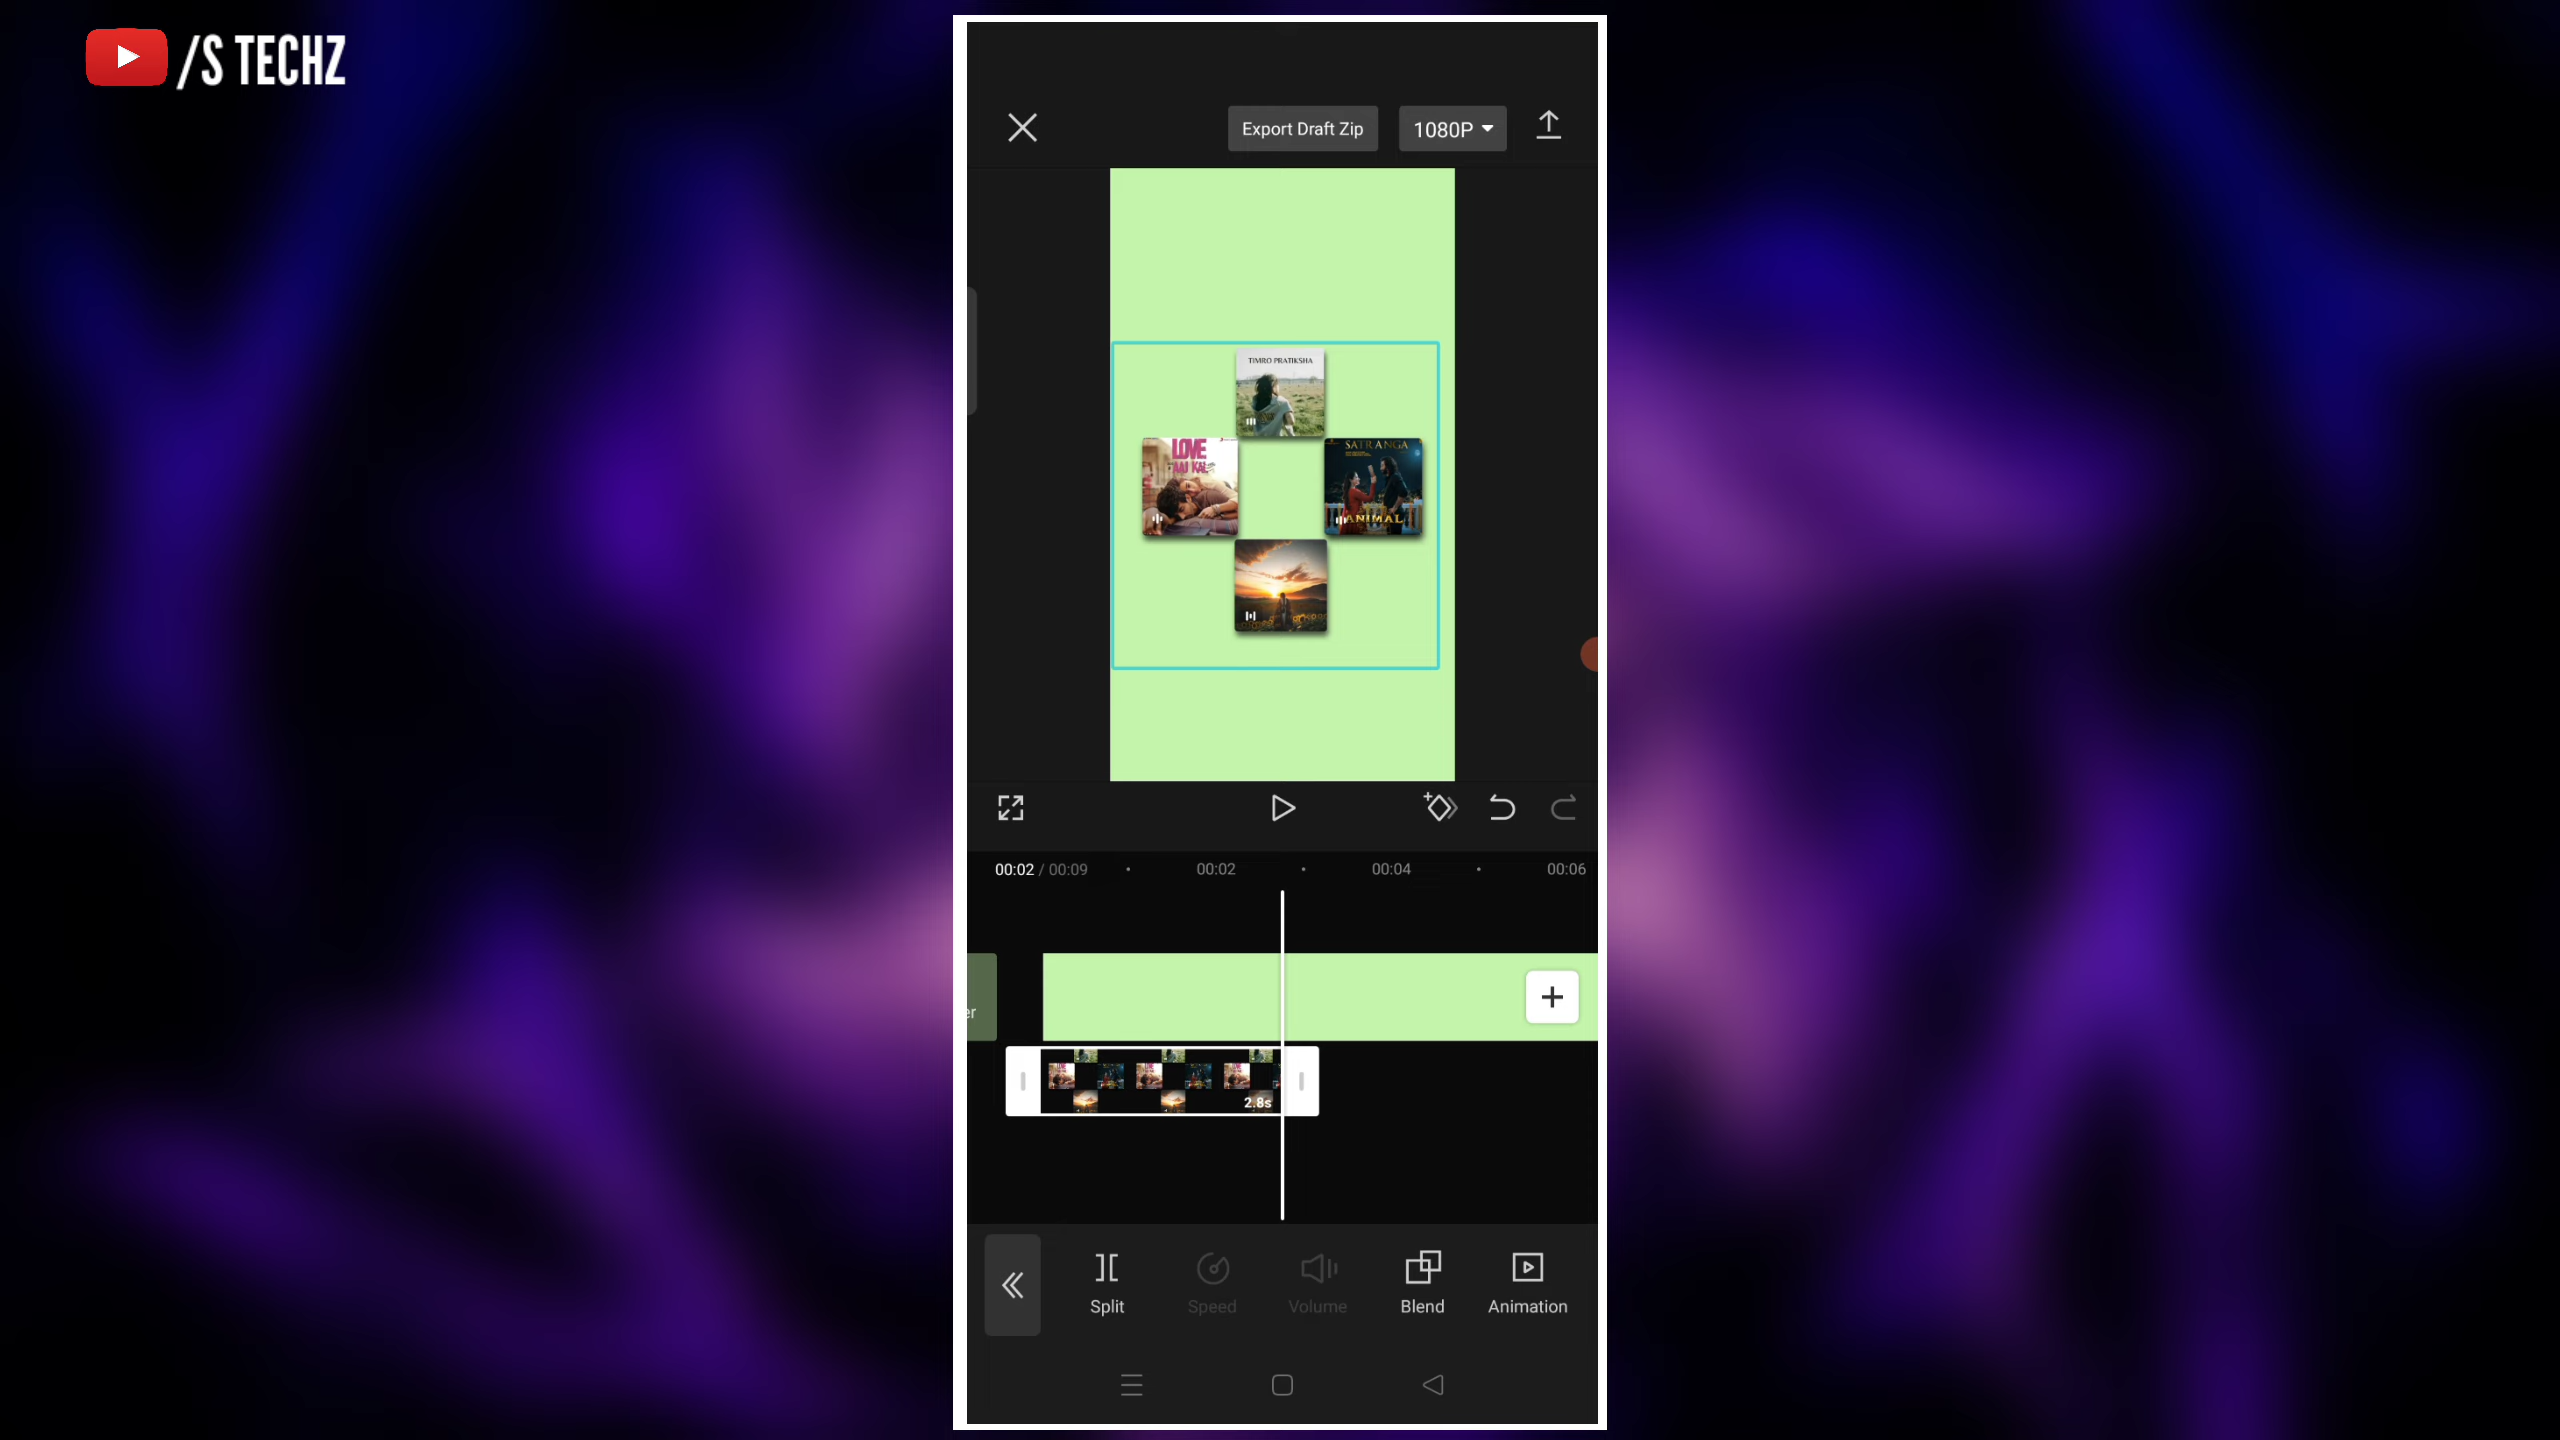 /S TECHZ
Export Draft Zip
1080P
TIMRO PRATIKSHA
LOVE
AAJ KAL
SATRANGA
ANIMAL
00:02 / 00:09
00:02
00:04
00:06
er
2.8s
Split
Speed
Volume
Blend
Animation